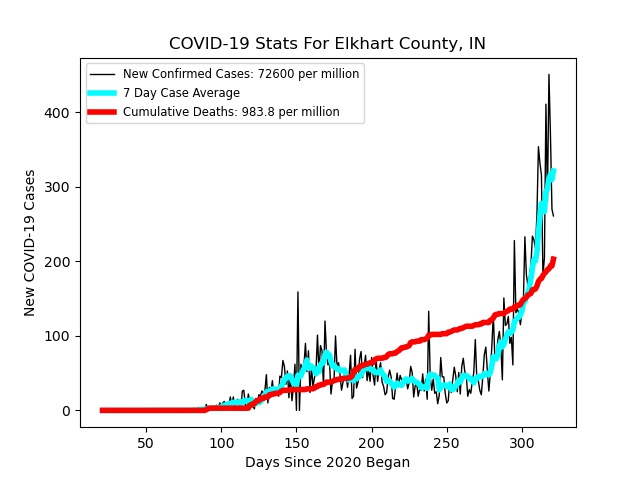 COVID-19 Stats For Elkhart County, IN
New Confirmed Cases: 72600 per million
7 Day Case Average
Cumulative Deaths: 983.8 per million
New COVID-19 Cases
400
300
200
100
0
50 100 150 200 250 300
Days Since 2020 Began